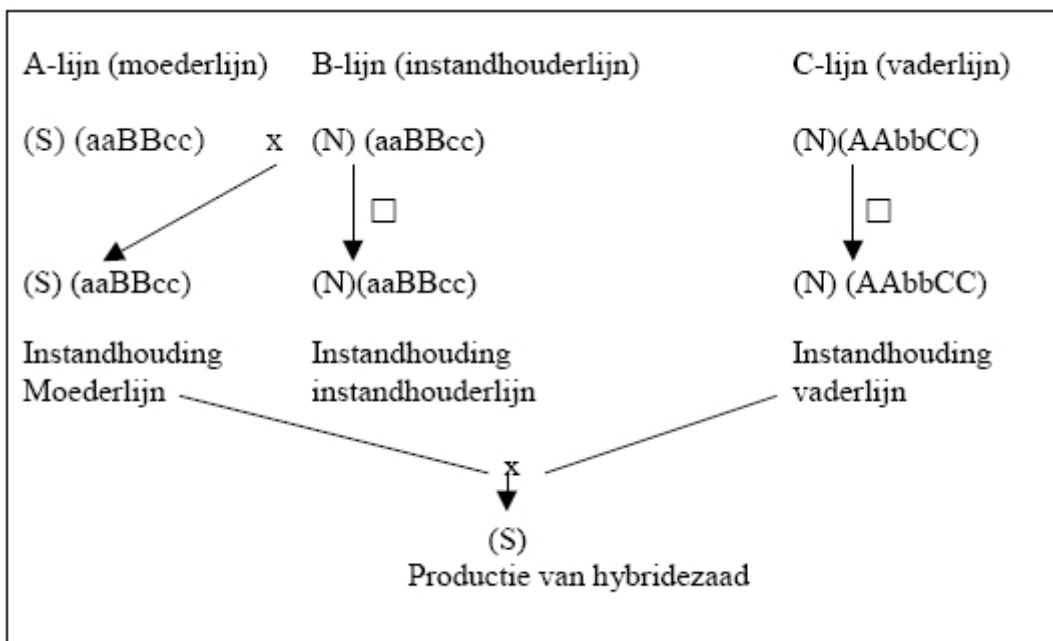 A-lijn (moederlijn) B-lijn (instandhouderlijn) C-lijn (vaderlijn)
(S) (aaBBcc) x (N) (aaBBcc) (N)(AAbbCC)
(S) (aaBBcc) (N)(aaBBcc) (N) (AAbbCC)
Instandhouding Instandhouding Instandhouding
Moederlijn instandhouderlijn vaderlijn
x
(S)
Productie van hybridezaad